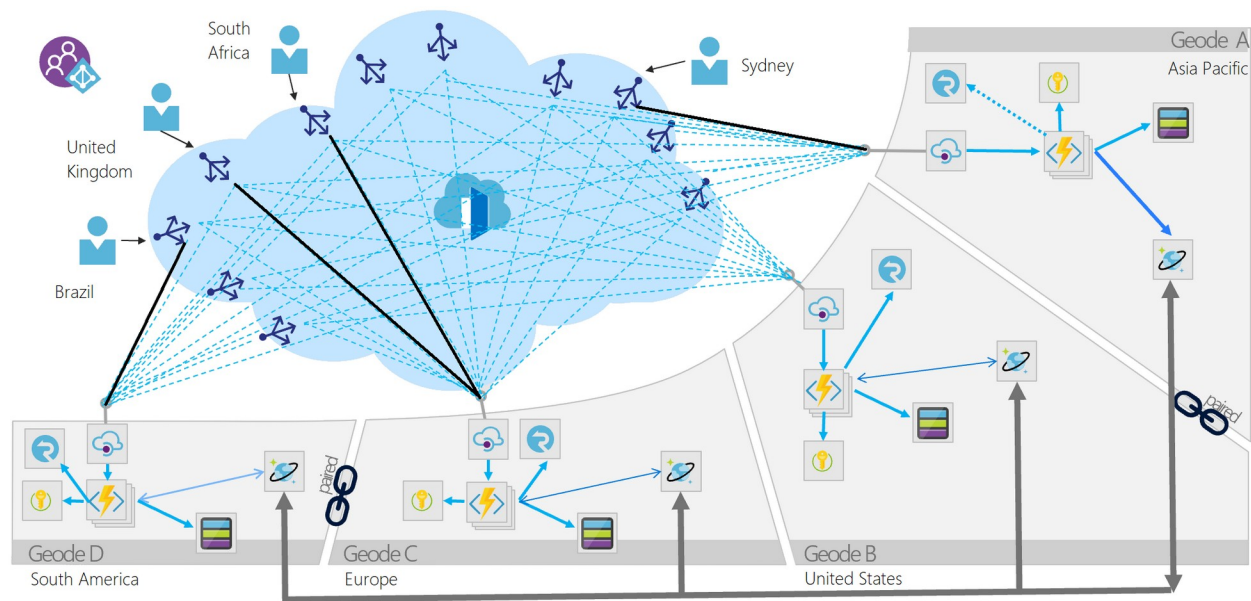 South
Africa
Sydney
United
Kingdom
Brazil
Geode A
Asia Pacific
paired
paired
Geode D
South America
Geode C
Europe
Geode B
United States